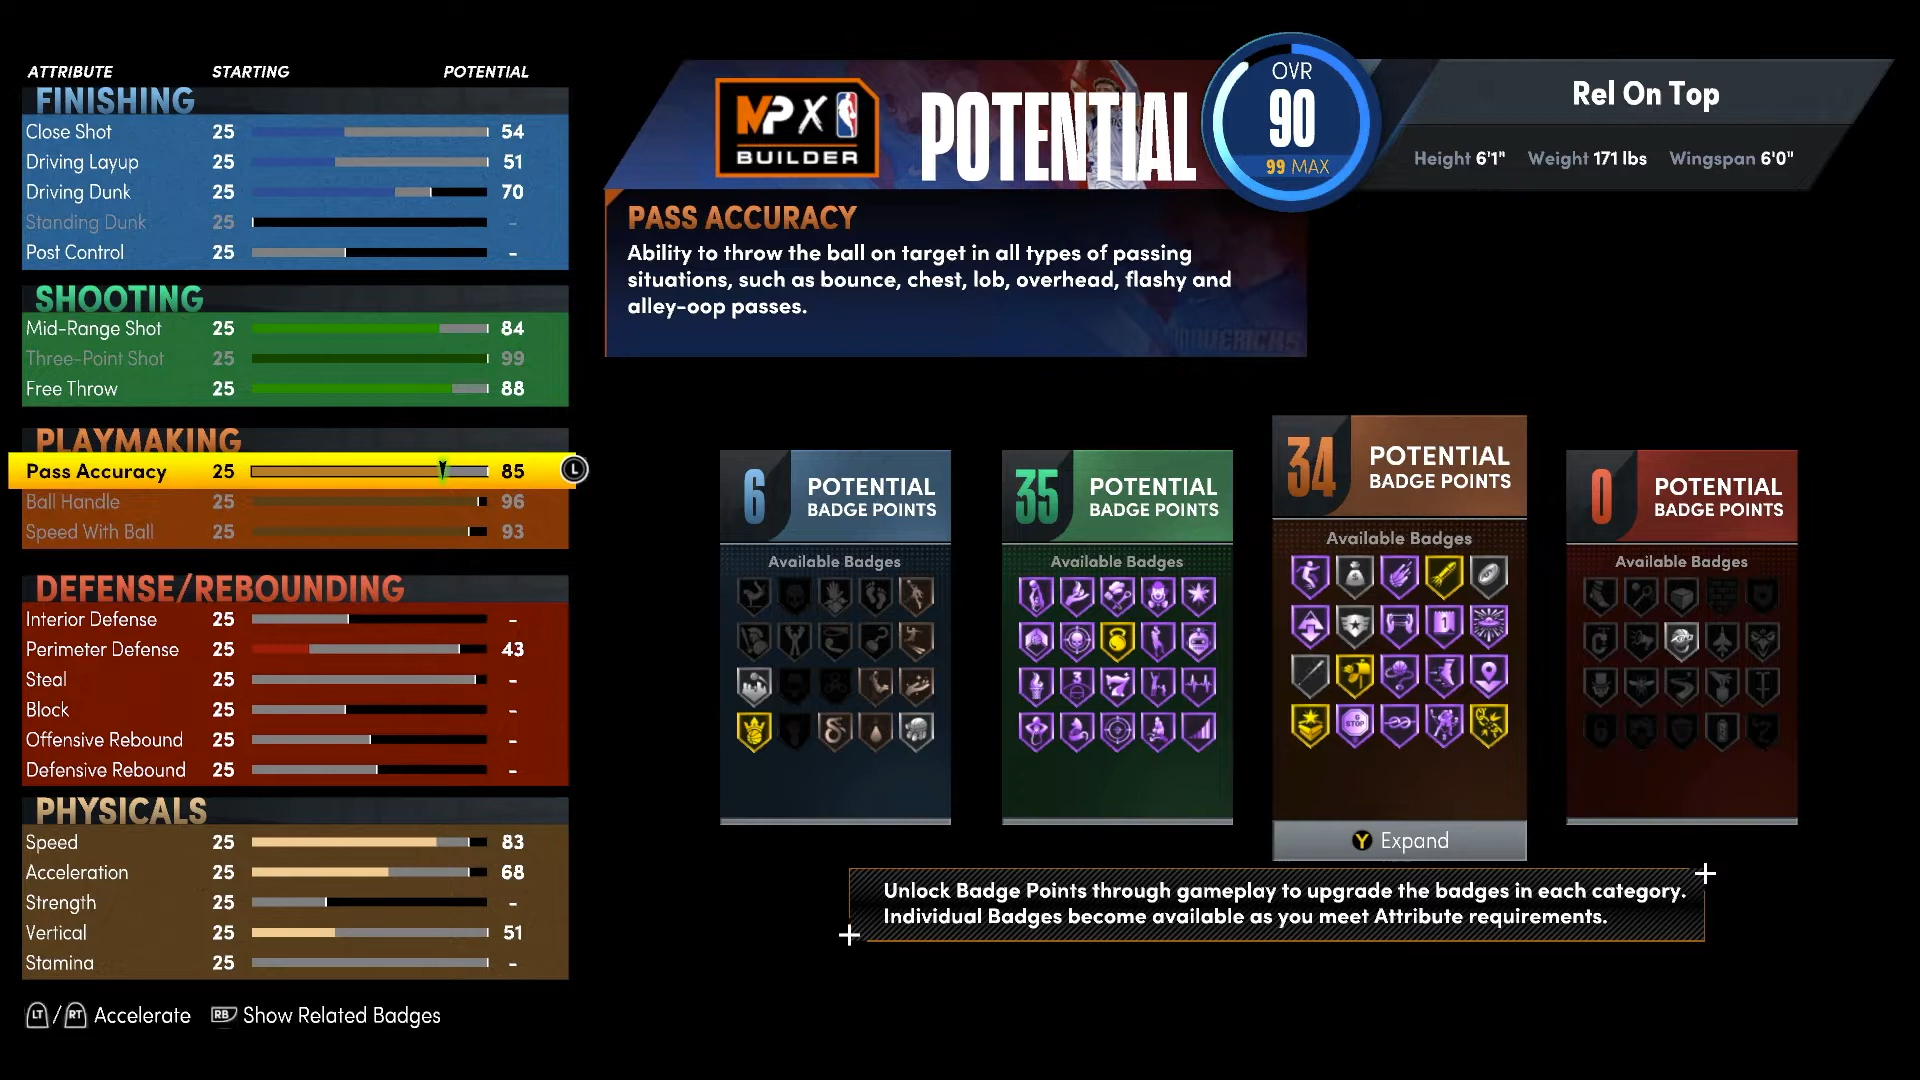 ATTRIBUTE STARTING POTENTIAL
FINISHING
Close Shot 25 54
Driving Layup 25 51
Driving Dunk 25 70
Standing Dunk 25 -
Post Control 25 -
SHOOTING
Mid-Range Shot 25 84
Three-Point Shot 25 99
Free Throw 25 88
PLAYMAKING
Pass Accuracy 25 85 L
Ball Handle 25 96
Speed With Ball 25 93
DEFENSE/REBOUNDING
Interior Defense 25 -
Perimeter Defense 25 43
Steal 25 -
Block 25 -
Offensive Rebound 25 -
Defensive Rebound 25 -
PHYSICALS
Speed 25 83
Acceleration 25 68
Strength 25 -
Vertical 25 51
Stamina 25 -
LT / RT Accelerate RB Show Related Badges
MP X
BUILDER
POTENTIAL
OVR
90
99 MAX
Rel On Top
Height 6'1" Weight 171 lbs Wingspan 6'0"
PASS ACCURACY
Ability to throw the ball on target in all types of passing
situations, such as bounce, chest, lob, overhead, flashy and
alley-oop passes.
MAVERICKS
6 POTENTIAL
BADGE POINTS
Available Badges
35 POTENTIAL
BADGE POINTS
Available Badges
34 POTENTIAL
BADGE POINTS
Available Badges
Y Expand
0 POTENTIAL
BADGE POINTS
Available Badges
Unlock Badge Points through gameplay to upgrade the badges in each category.
Individual Badges become available as you meet Attribute requirements.